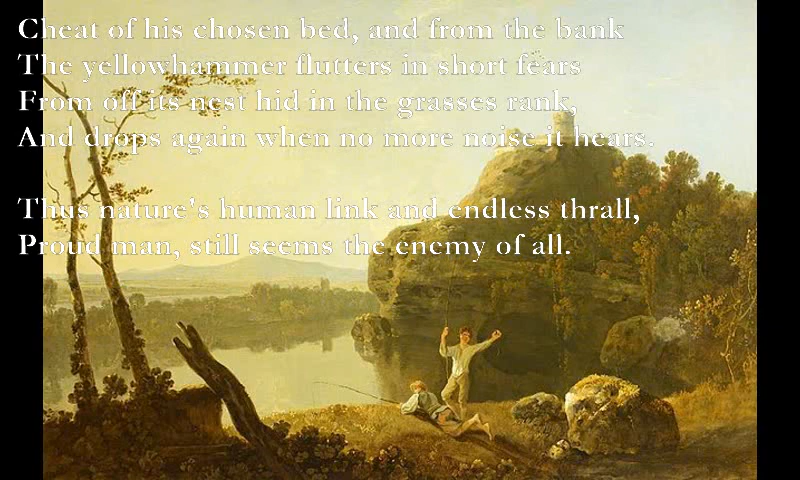 Cheat of his chosen bed, and from the bank
The yellowhammer flutters in short fears
From off its nest hid in the grasses rank,
And drops again when no more noise it hears.
Thus nature's human link and endless thrall,
Proud man, still seems the enemy of all.